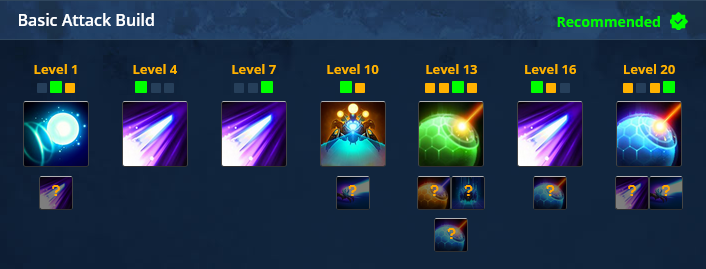 Basic Attack Build
Recommended
Level 1
Level 4
Level 7
Level 10
Level 13
Level 16
Level 20
?
?
? ?
?
? ?
?